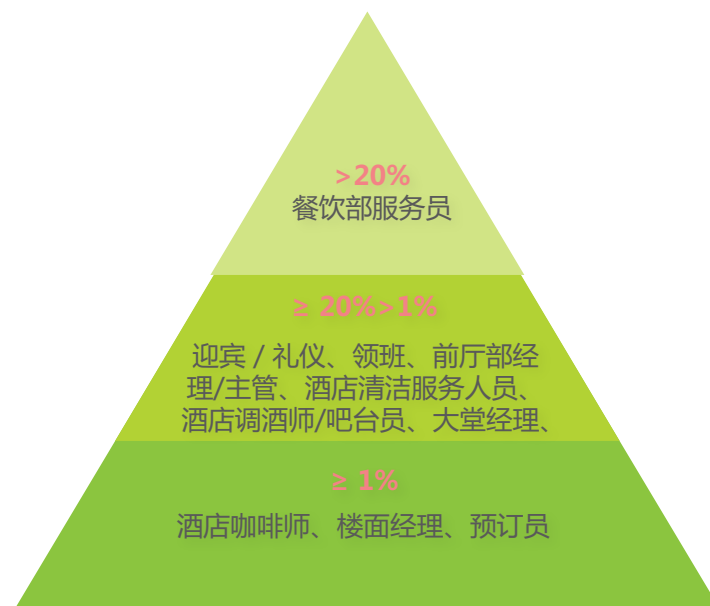 >20%
餐饮部服务员
≥ 20%>1%
迎宾 / 礼仪、领班、前厅部经
理/主管、酒店清洁服务人员、
酒店调酒师/吧台员、大堂经理、
≥ 1%
酒店咖啡师、楼面经理、预订员